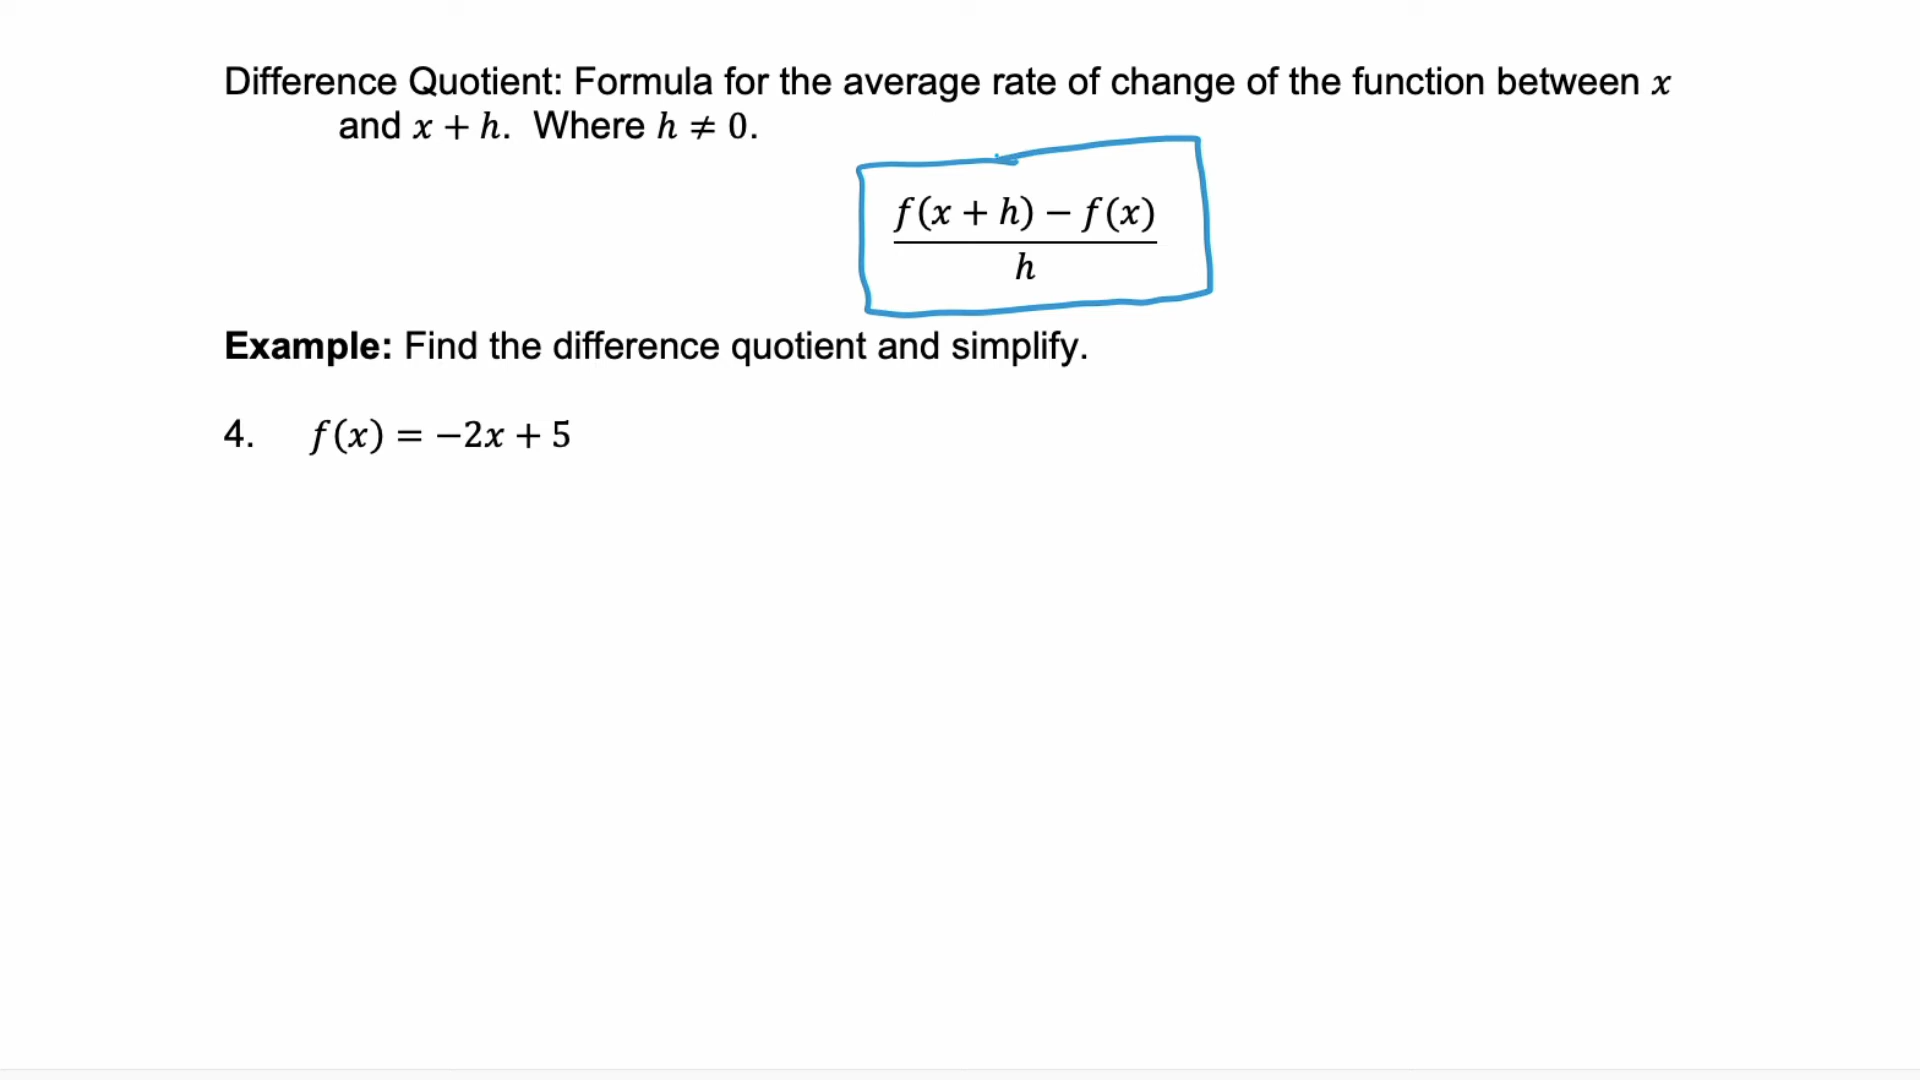 Difference Quotient: Formula for the average rate of change of the function between x
and x + h. Where h ≠ 0.
f(x + h) − f(x)
h
Example: Find the difference quotient and simplify.
4. f(x) = −2x + 5